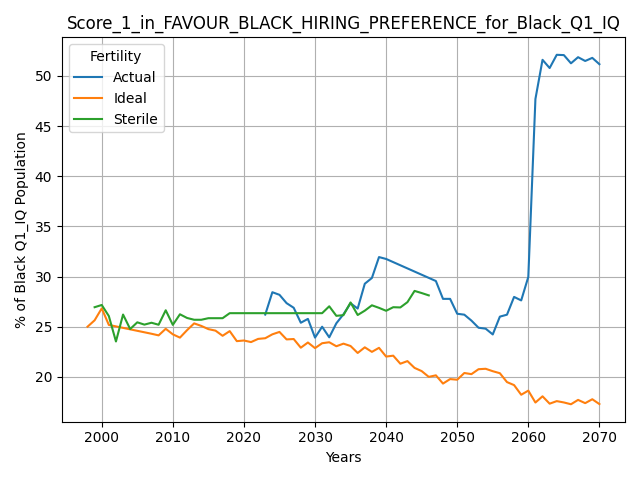 Score_1_in_FAVOUR_BLACK_HIRING_PREFERENCE_for_Black_Q1_IQ
Fertility
Actual
Ideal
Sterile
% of Black Q1_IQ Population
50
45
40
35
30
25
20
2000 2010 2020 2030 2040 2050 2060 2070
Years